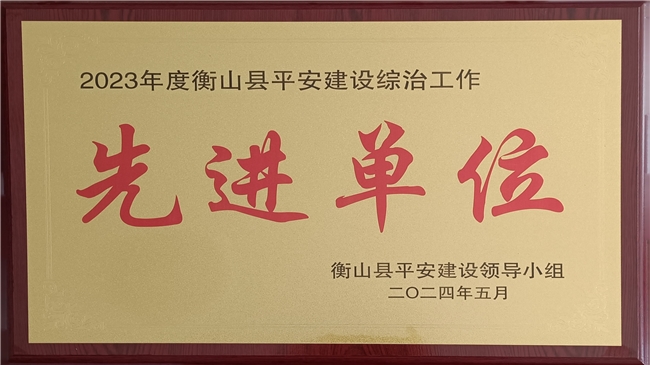 2023年度衡山县平安建设综治工作
先进单位
衡山县平安建设领导小组
二〇二四年五月